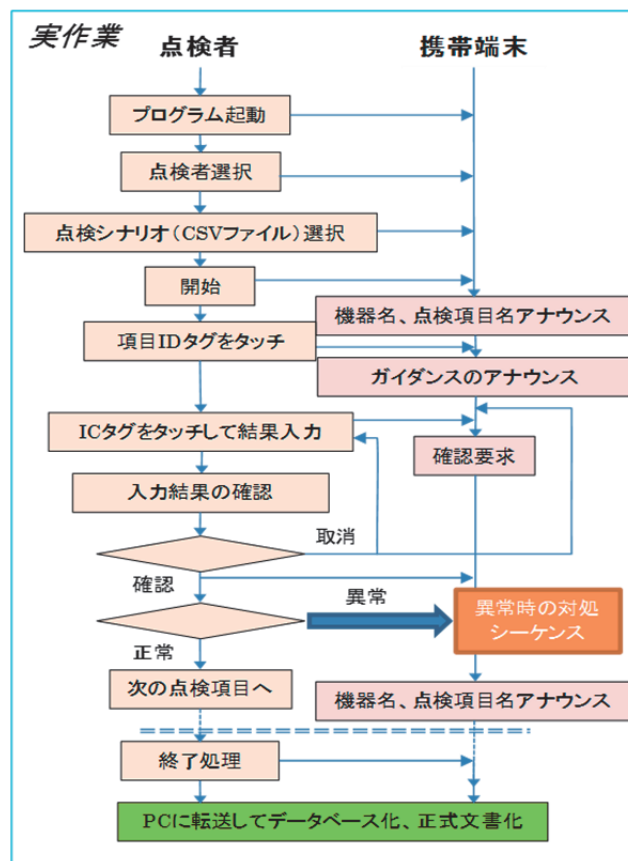 実作業
点検者
携帯端末
プログラム起動
点検者選択
点検シナリオ（CSVファイル）選択
開始
機器名、点検項目名アナウンス
項目IDタグをタッチ
ガイダンスのアナウンス
ICタグをタッチして結果入力
確認要求
入力結果の確認
取消
確認
異常
異常時の対処
シーケンス
正常
次の点検項目へ
機器名、点検項目名アナウンス
終了処理
PCに転送してデータベース化、正式文書化